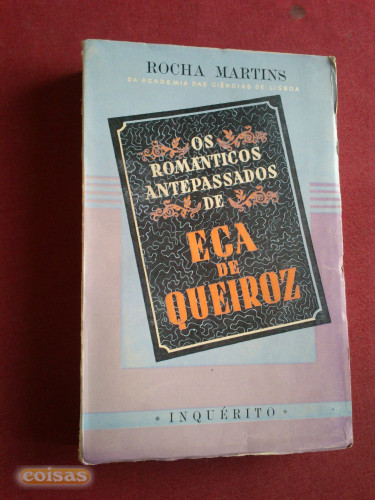 ROCHA MARTINS
DA ACADEMIA DAS CIÊNCIAS DE LISBOA
OS
ROMÂNTICOS
ANTEPASSADOS
DE
EÇA
DE
QUEIROZ
* INQUÉRITO *
coisas